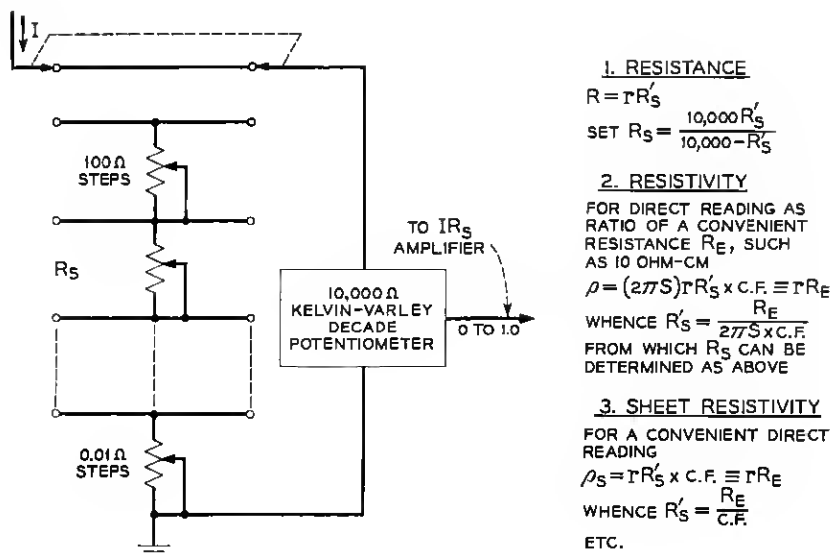 I
100Ω
STEPS
RS
0.01Ω
STEPS
TO IRS
AMPLIFIER
10,000Ω
KELVIN-VARLEY
DECADE
POTENTIOMETER
0 TO 1.0
1. RESISTANCE
R=rR'S
SET RS = 10,000R'S / 10,000-R'S
2. RESISTIVITY
FOR DIRECT READING AS
RATIO OF A CONVENIENT
RESISTANCE RE, SUCH
AS 10 OHM-CM
ρ=(2πS)rR'S x C.F. ≡ rRE
WHENCE R'S = RE / 2πS x C.F.
FROM WHICH RS CAN BE
DETERMINED AS ABOVE
3. SHEET RESISTIVITY
FOR A CONVENIENT DIRECT
READING
ρS=rR'S x C.F. ≡ rRE
WHENCE R'S = RE / C.F.
ETC.